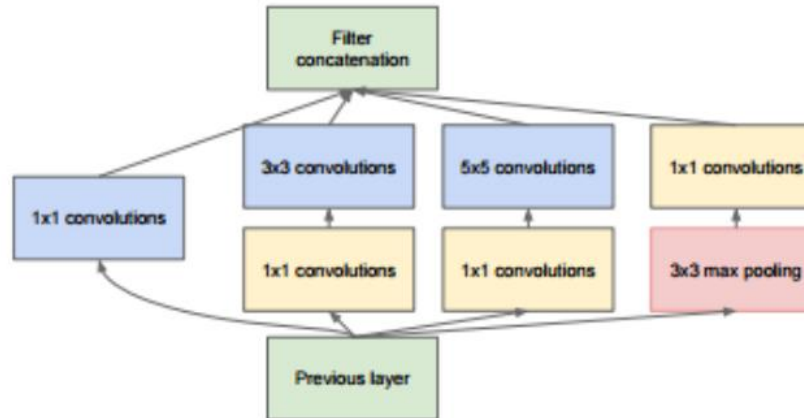 Filter
concatenation
3x3 convolutions
5x5 convolutions
1x1 convolutions
1x1 convolutions
1x1 convolutions
1x1 convolutions
3x3 max pooling
Previous layer